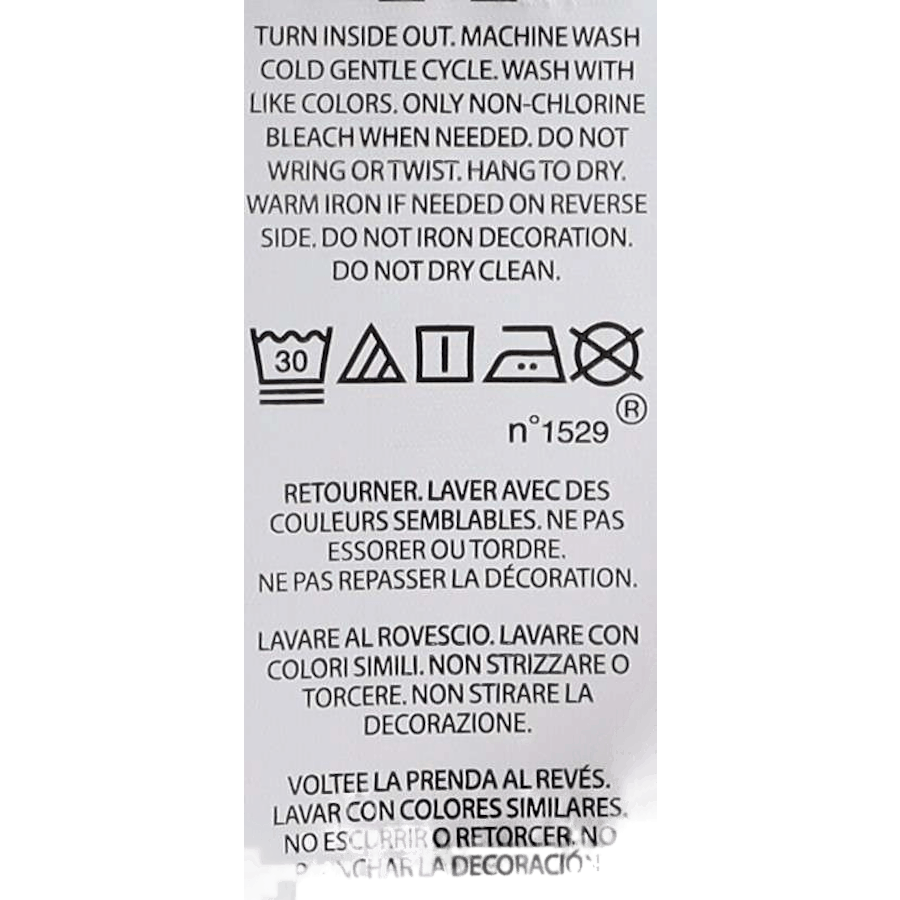 TURN INSIDE OUT. MACHINE WASH
COLD GENTLE CYCLE. WASH WITH
LIKE COLORS. ONLY NON-CHLORINE
BLEACH WHEN NEEDED. DO NOT
WRING OR TWIST. HANG TO DRY.
WARM IRON IF NEEDED ON REVERSE
SIDE. DO NOT IRON DECORATION.
DO NOT DRY CLEAN.
30
®
n°1529
RETOURNER. LAVER AVEC DES
COULEURS SEMBLABLES. NE PAS
ESSORER OU TORDRE.
NE PAS REPASSER LA DÉCORATION.
LAVARE AL ROVESCIO. LAVARE CON
COLORI SIMILI. NON STRIZZARE O
TORCERE. NON STIRARE LA
DECORAZIONE.
VOLTEE LA PRENDA AL REVÉS.
LAVAR CON COLORES SIMILARES.
NO ESCURRIR O RETORCER. NO
LA DECORACIÓN